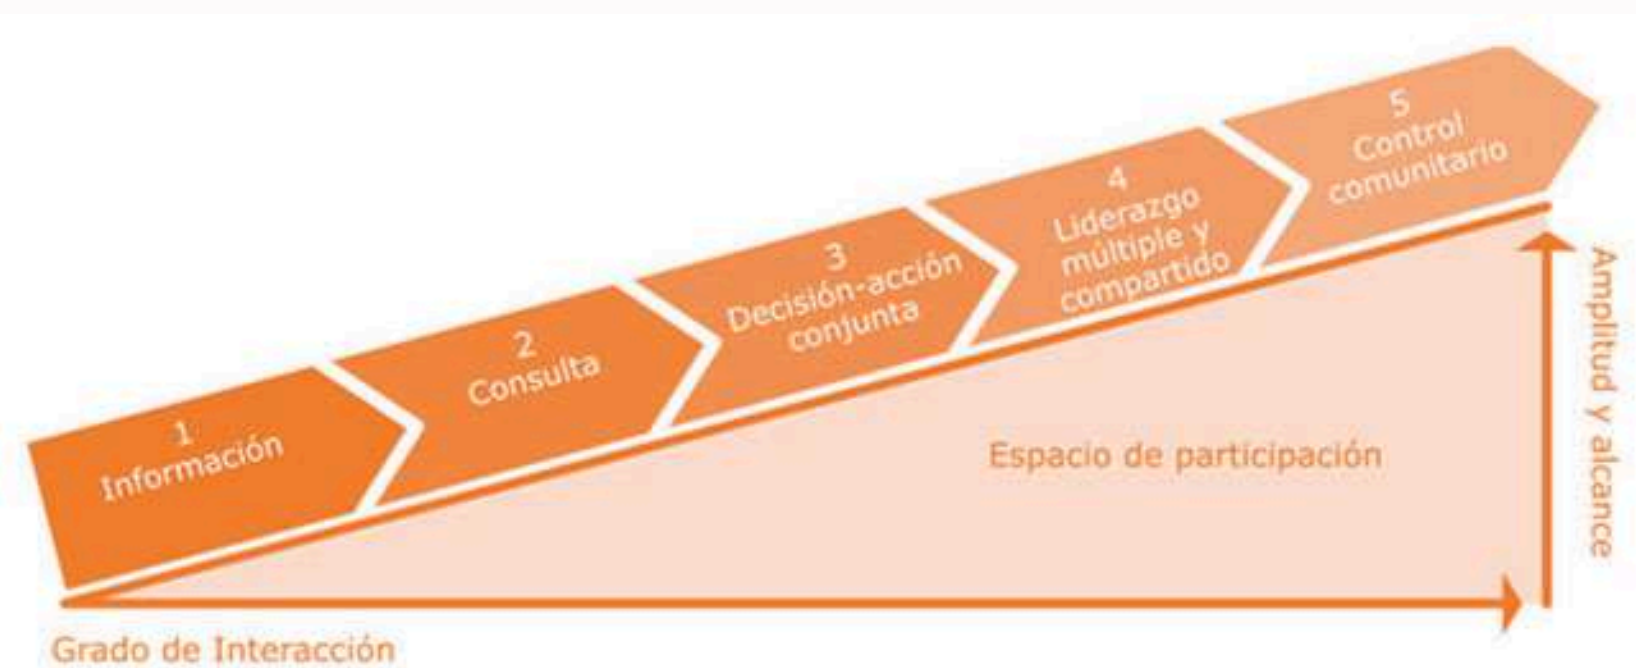 1
Información
2
Consulta
3
Decisión-acción
conjunta
4
Liderazgo
múltiple y
compartido
5
Control
comunitario
Espacio de participación
Amplitud y alcance
Grado de Interacción